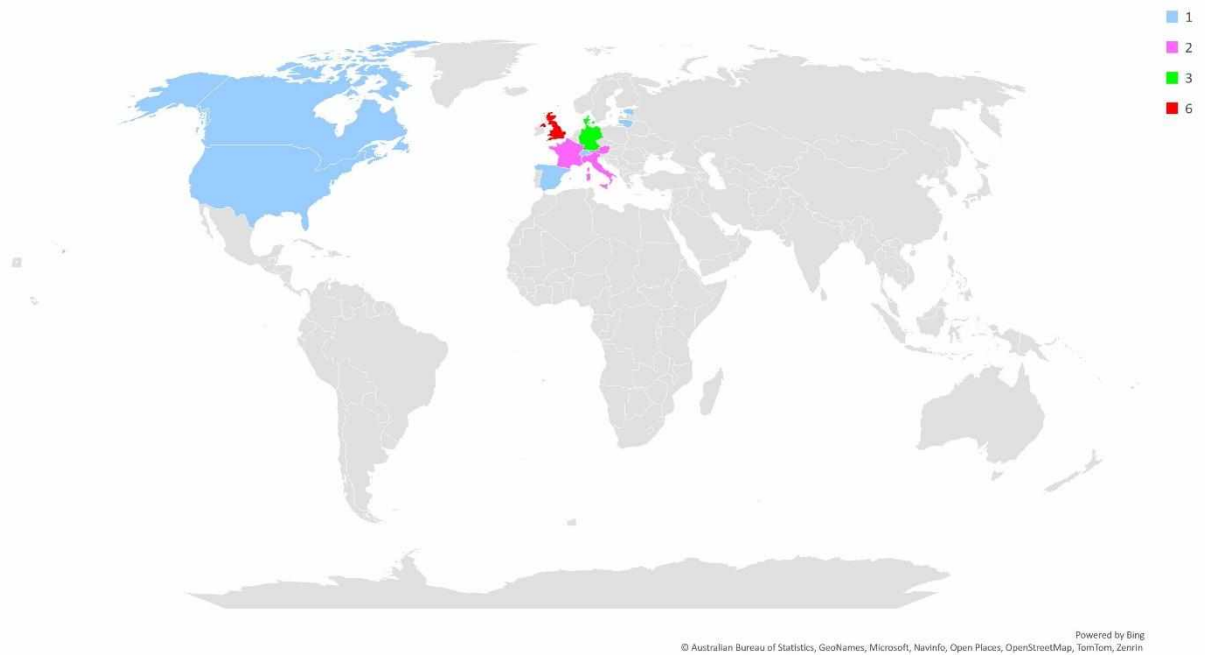 1
2
3
6
Powered by Bing
© Australian Bureau of Statistics, GeoNames, Microsoft, Navinfo, Open Places, OpenStreetMap, TomTom, Zenrin